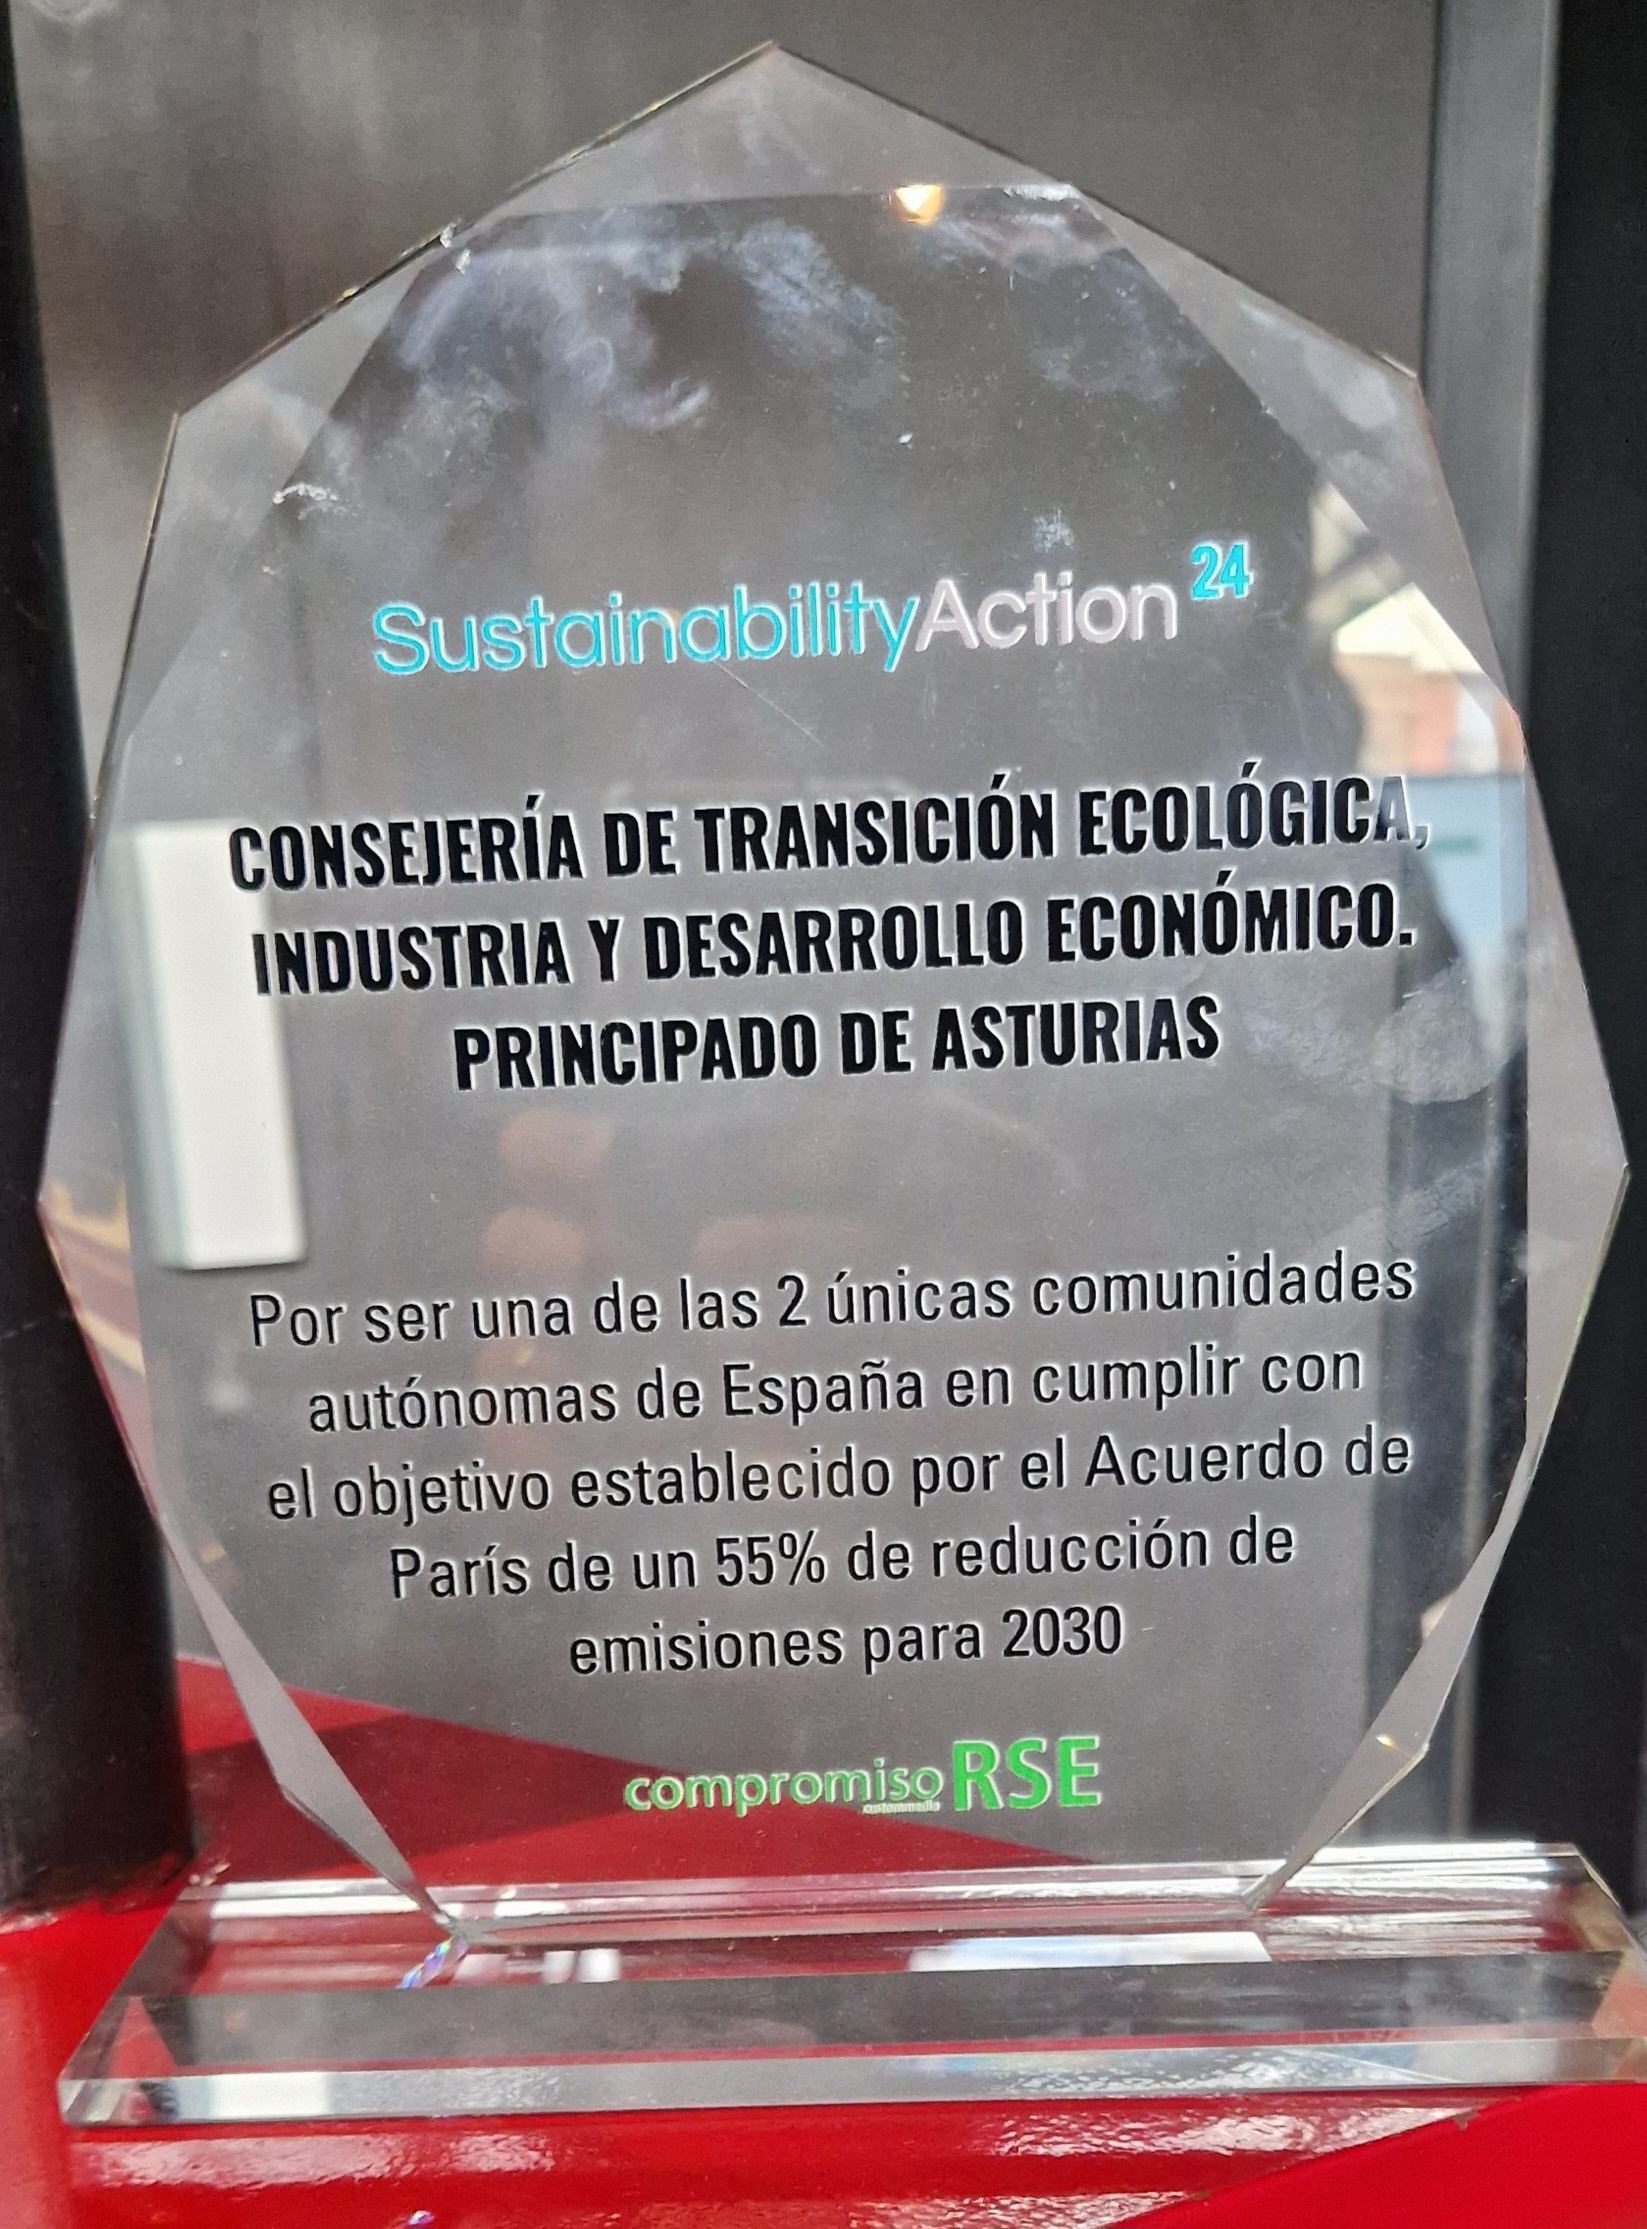 SustainabilityAction 24
CONSEJERÍA DE TRANSICIÓN ECOLÓGICA,
INDUSTRIA Y DESARROLLO ECONÓMICO.
PRINCIPADO DE ASTURIAS
Por ser una de las 2 únicas comunidades
autónomas de España en cumplir con
el objetivo establecido por el Acuerdo de
París de un 55% de reducción de
emisiones para 2030
compromiso RSE
custommedia